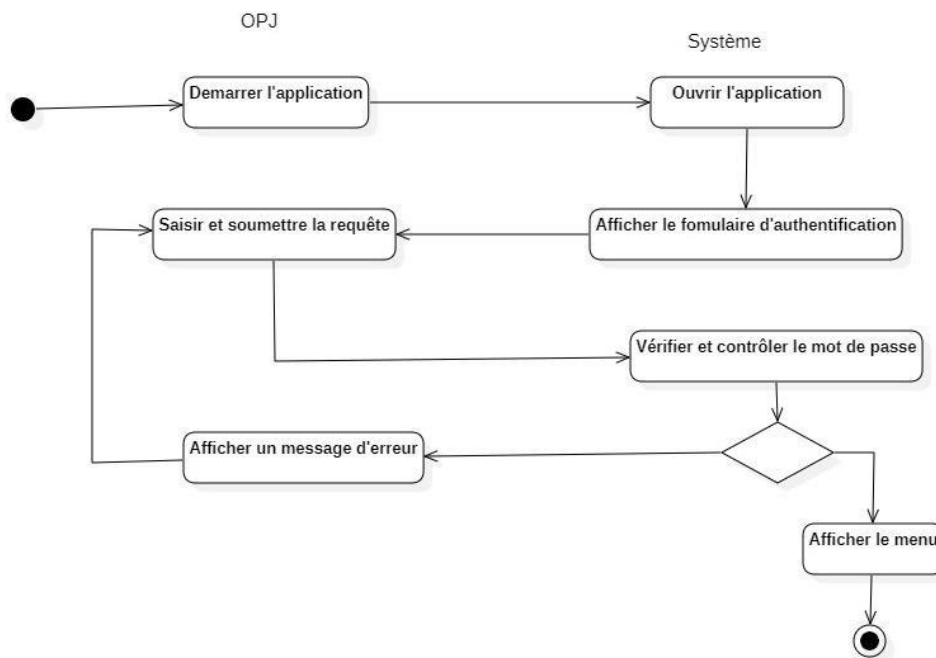 OPJ
Système
Demarrer l'application
Ouvrir l'application
Saisir et soumettre la requête
Afficher le fomulaire d'authentification
Vérifier et contrôler le mot de passe
Afficher un message d'erreur
Afficher le menu